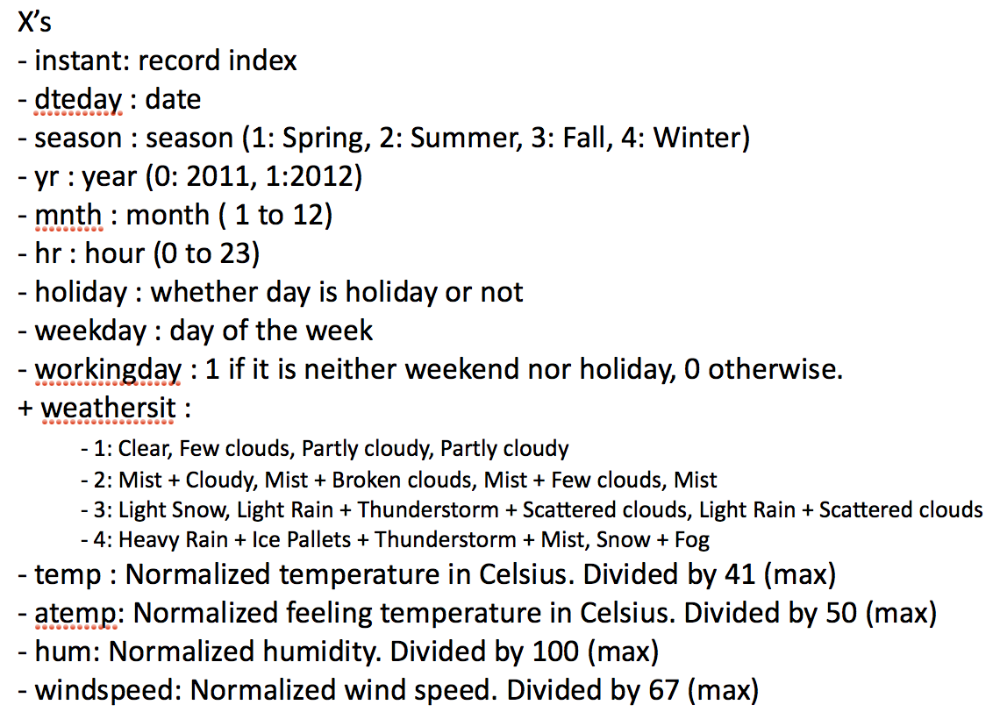 X’s
- instant: record index
- dteday : date
- season : season (1: Spring, 2: Summer, 3: Fall, 4: Winter)
- yr : year (0: 2011, 1:2012)
- mnth : month ( 1 to 12)
- hr : hour (0 to 23)
- holiday : whether day is holiday or not
- weekday : day of the week
- workingday : 1 if it is neither weekend nor holiday, 0 otherwise.
+ weathersit :
- 1: Clear, Few clouds, Partly cloudy, Partly cloudy
- 2: Mist + Cloudy, Mist + Broken clouds, Mist + Few clouds, Mist
- 3: Light Snow, Light Rain + Thunderstorm + Scattered clouds, Light Rain + Scattered clouds
- 4: Heavy Rain + Ice Pallets + Thunderstorm + Mist, Snow + Fog
- temp : Normalized temperature in Celsius. Divided by 41 (max)
- atemp: Normalized feeling temperature in Celsius. Divided by 50 (max)
- hum: Normalized humidity. Divided by 100 (max)
- windspeed: Normalized wind speed. Divided by 67 (max)